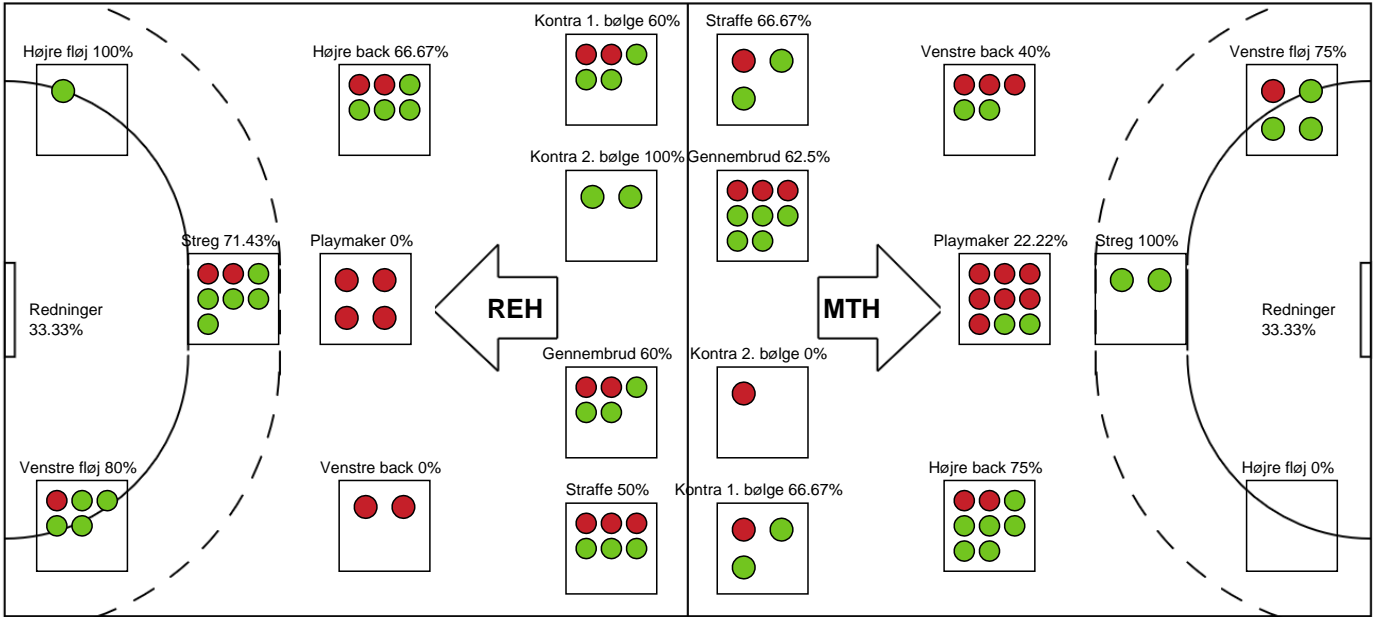 Kontra 1. bølge 60%
Straffe 66.67%
Højre fløj 100%
Højre back 66.67%
Venstre back 40%
Venstre fløj 75%
Kontra 2. bølge 100%
Gennembrud 62.5%
Streg 71.43%
Playmaker 0%
Playmaker 22.22%
Streg 100%
Redninger
33.33%
REH
MTH
Redninger
33.33%
Gennembrud 60%
Kontra 2. bølge 0%
Venstre fløj 80%
Venstre back 0%
Straffe 50%
Kontra 1. bølge 66.67%
Højre back 75%
Højre fløj 0%